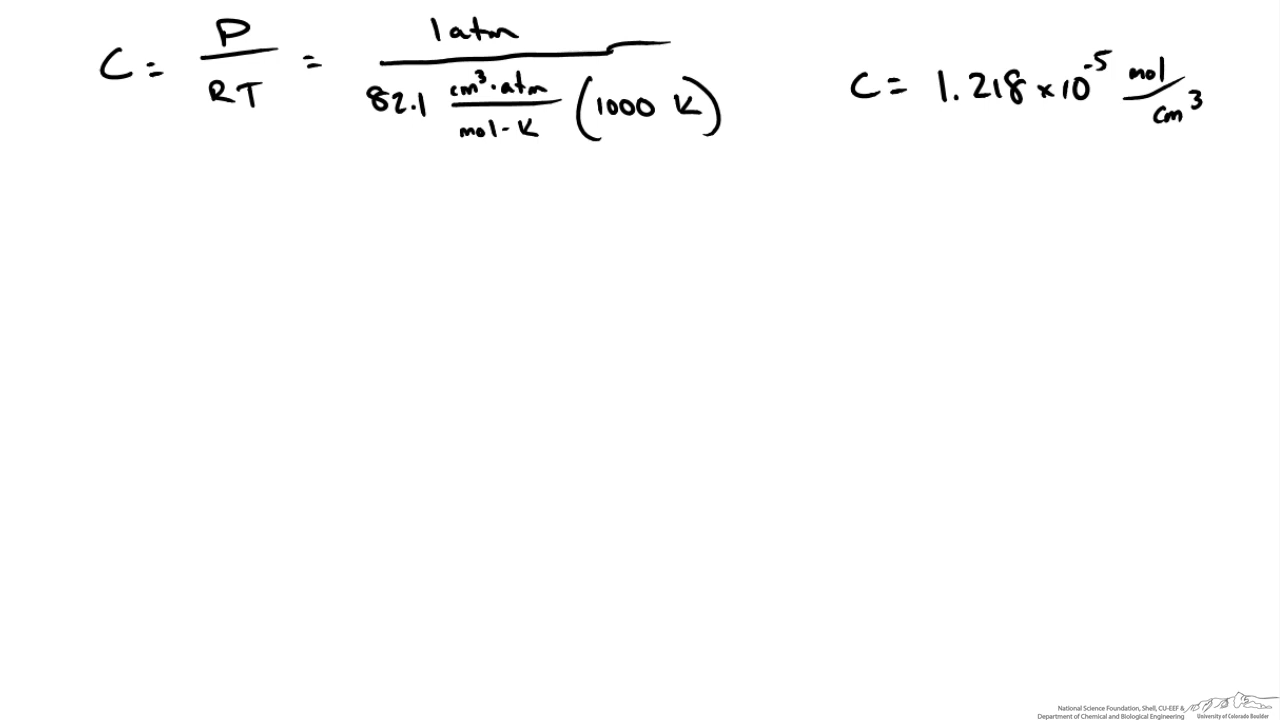 C = P / RT = 1 atm / 82.1 cm³·atm / mol-K (1000 K)
C = 1.218 × 10⁻⁵ mol / cm³
National Science Foundation, Shell, CU-EEF &
Department of Chemical and Biological Engineering
University of Colorado Boulder